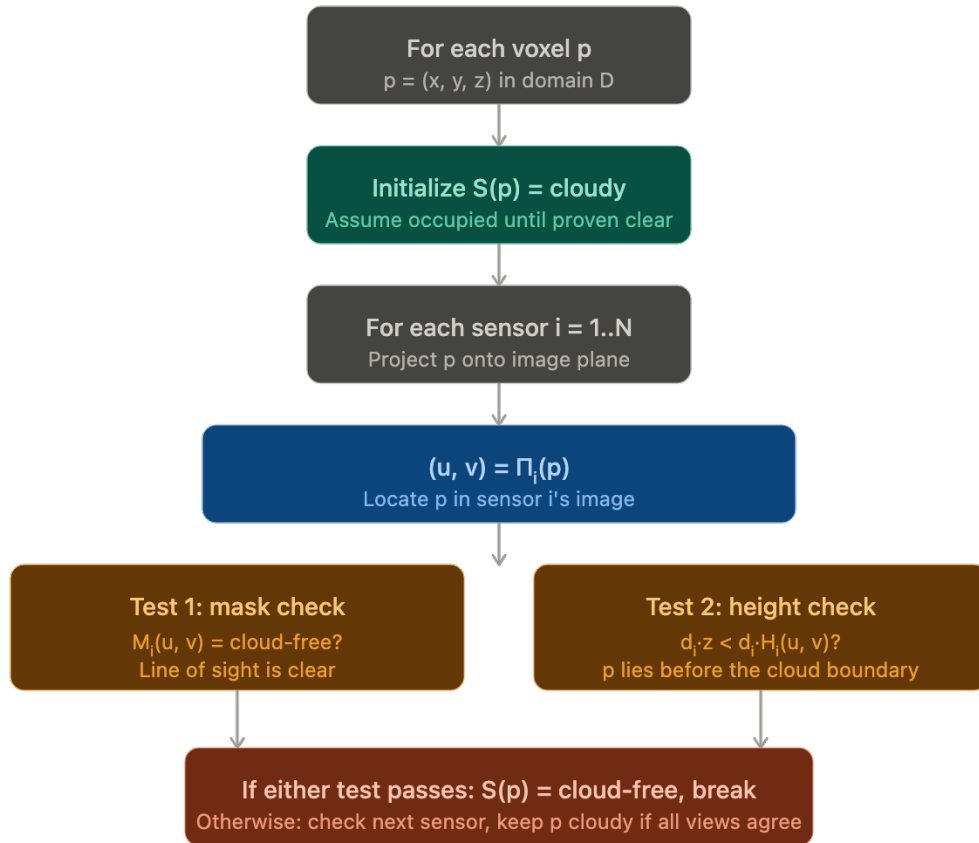 For each voxel p
p = (x, y, z) in domain D
Initialize S(p) = cloudy
Assume occupied until proven clear
For each sensor i = 1..N
Project p onto image plane
(u, v) = Πᵢ(p)
Locate p in sensor i's image
Test 1: mask check
Mᵢ(u, v) = cloud-free?
Line of sight is clear
Test 2: height check
dᵢ·z < dᵢ·Hᵢ(u, v)?
p lies before the cloud boundary
If either test passes: S(p) = cloud-free, break
Otherwise: check next sensor, keep p cloudy if all views agree